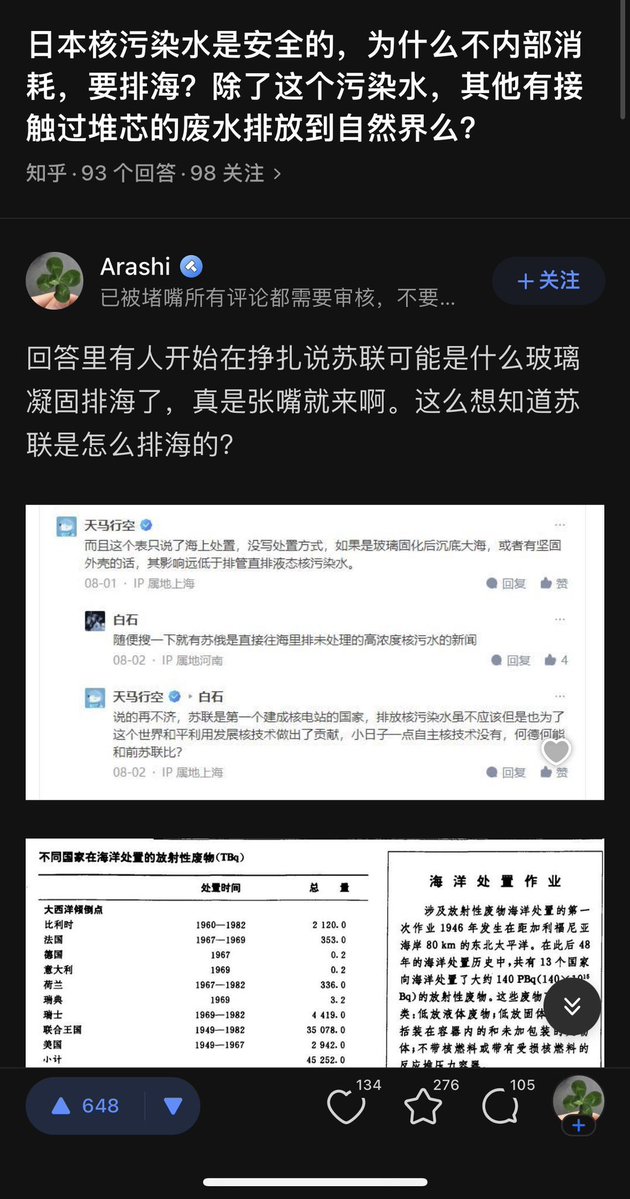 日本核污染水是安全的，为什么不内部消
耗，要排海？除了这个污染水，其他有接
触过堆芯的废水排放到自然界么？
知乎·93 个回答·98 关注 >
Arashi
已被堵嘴所有评论都需要审核，不要...
+关注
回答里有人开始在挣扎说苏联可能是什么玻璃
凝固排海了，真是张嘴就来啊。这么想知道苏
联是怎么排海的？
天马行空
而且这个表只说了海上处置，没写处置方式，如果是玻璃固化后沉底大海，或者有坚固
外壳的话，其影响远低于排管直排液态核污染水。
08-01 · IP 属地上海 回复 赞
白石
随便搜一下就有苏俄是直接往海里排未处理的高浓度核污水的新闻
08-02 · IP 属地河南 回复 4
天马行空 ▸ 白石
说的再不济，苏联是第一个建成核电站的国家，排放核污染水虽不应该但是也为了
这个世界和平利用发展核技术做出了贡献，小日子一点自主核技术没有，何德何能
和前苏联比？
08-02 · IP 属地上海 回复 赞
不同国家在海洋处置的放射性废物(TBq)
处置时间 总 量
大西洋倾倒点
比利时 1960—1982 2 120.0
法国 1967—1969 353.0
德国 1967 0.2
意大利 1969 0.2
荷兰 1967—1982 336.0
瑞典 1969 3.2
瑞士 1969—1982 4 419.0
联合王国 1949—1982 35 078.0
美国 1949—1967 2 942.0
小计 45 252.0
海 洋 处 置 作 业
涉及放射性废物海洋处置的第一
次作业 1946 年发生在距加利福尼亚
海岸 80 km 的东北太平洋。在此后 48
年的海洋处置历史中，共有 13 个国家
向海洋处置了大约 140 PBq(140×10¹⁵
Bq)的放射性废物。这些废物
类：低放液体废物；低放固体
括装在容器内的和未加包装的
体；不带核燃料或带有受损核燃料的
反应堆压力容器
648
134
276
105